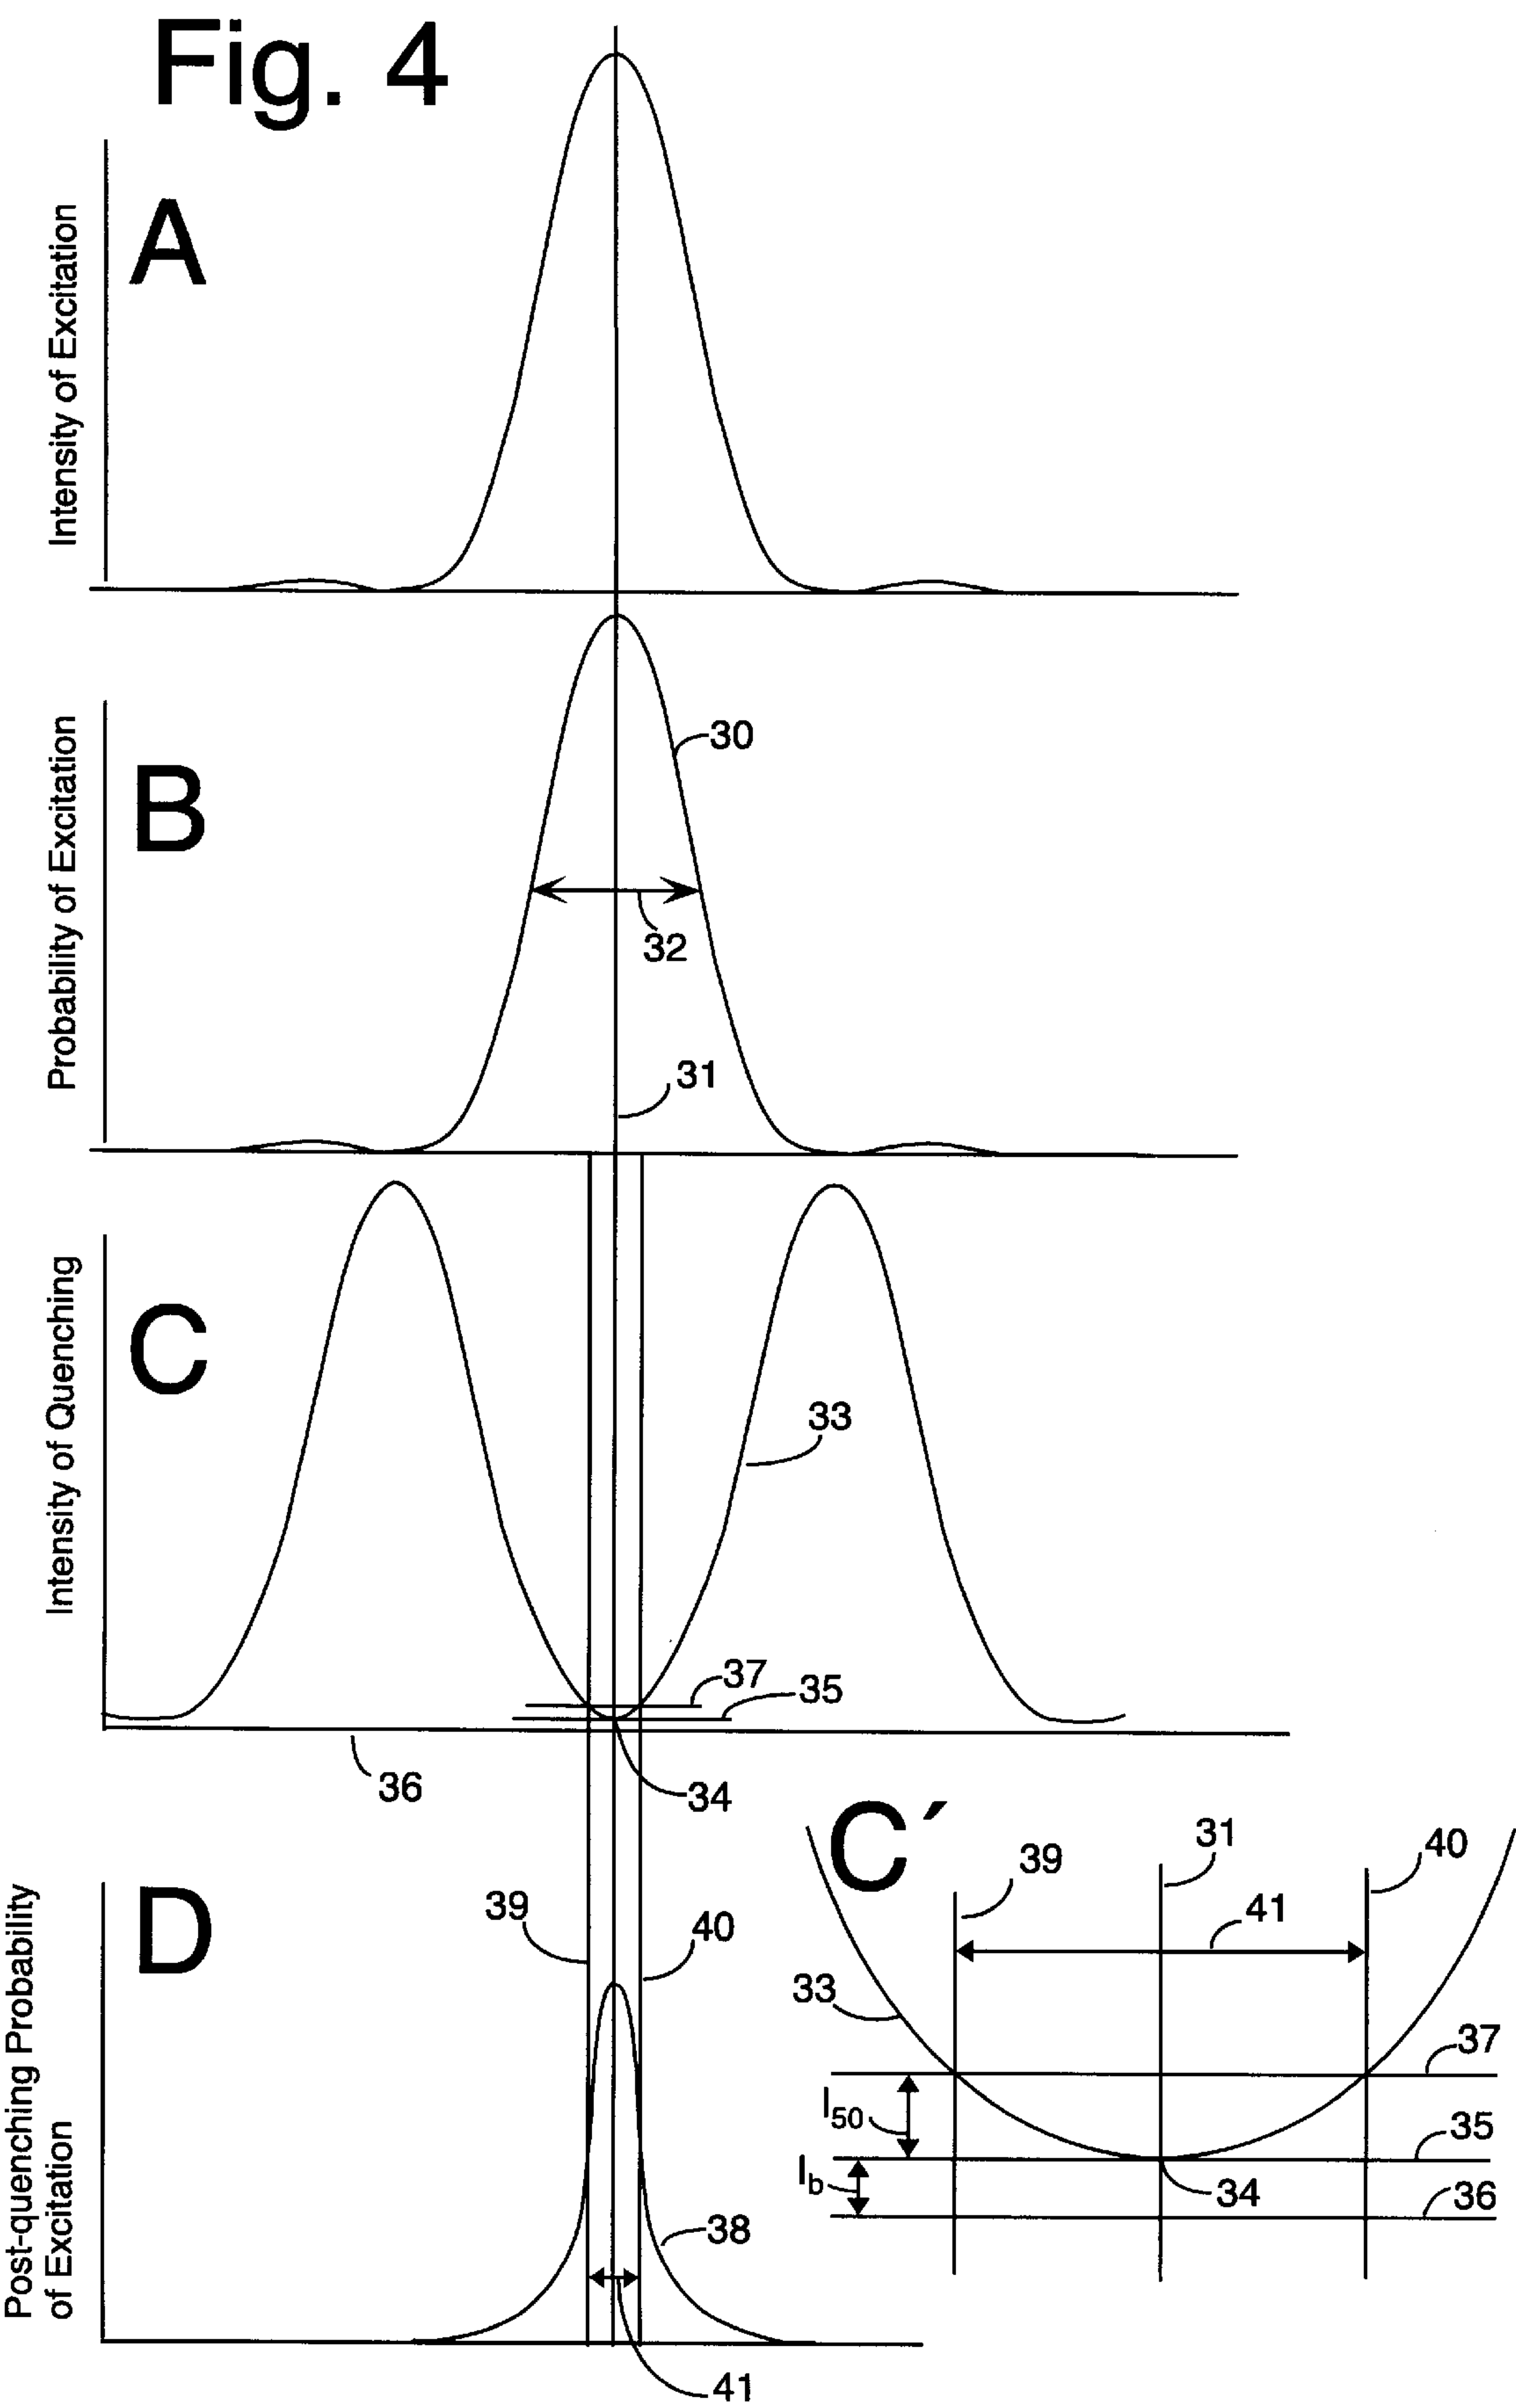 Fig. 4
A
Intensity of Excitation
B
Probability of Excitation
30
32
31
C
Intensity of Quenching
33
37
35
36
34
D
Post-quenching Probability
of Excitation
39
40
38
41
C´
39
31
40
41
33
37
I50
35
Ib
34
36